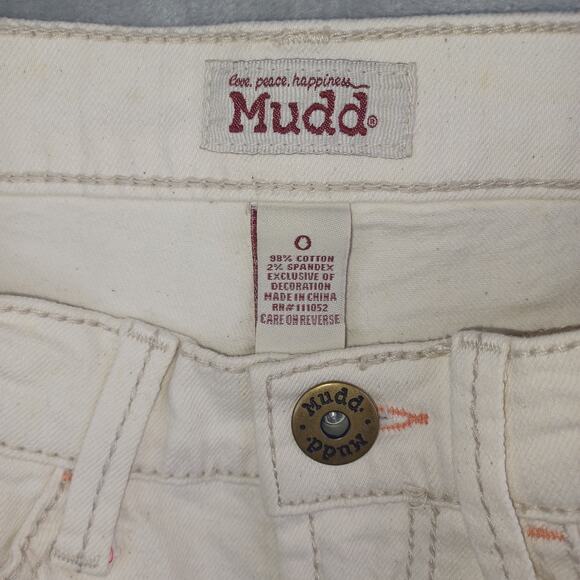 love. peace. happiness
Mudd®
0
98% COTTON
2% SPANDEX
EXCLUSIVE OF
DECORATION
MADE IN CHINA
RN# 111052
CARE ON REVERSE
Mudd.
Mudd.